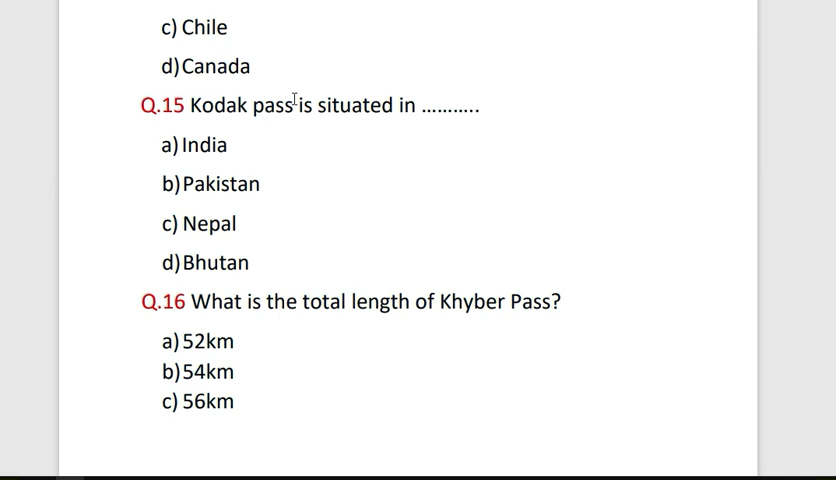 c) Chile
d) Canada
Q.15 Kodak pass is situated in ………..
a) India
b) Pakistan
c) Nepal
d) Bhutan
Q.16 What is the total length of Khyber Pass?
a) 52km
b) 54km
c) 56km